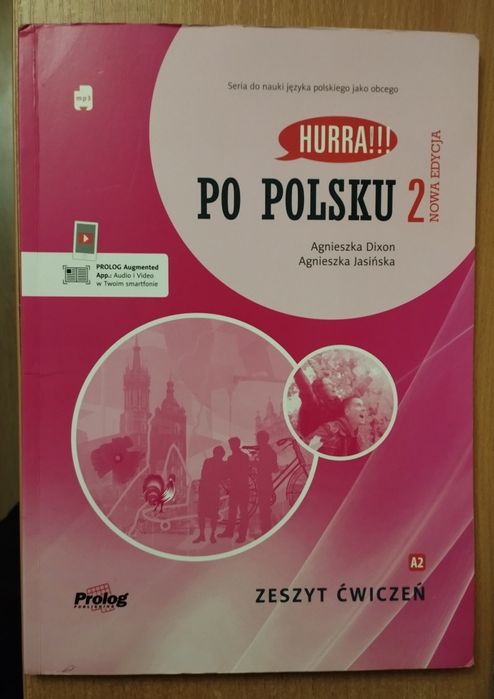 mp3
Seria do nauki języka polskiego jako obcego
HURRA!!!
PO POLSKU 2
NOWA EDYCJA
Agnieszka Dixon
Agnieszka Jasińska
PROLOG Augmented
App.: Audio i Video
w Twoim smartfonie
A2
ZESZYT ĆWICZEŃ
Prolog
PUBLISHING